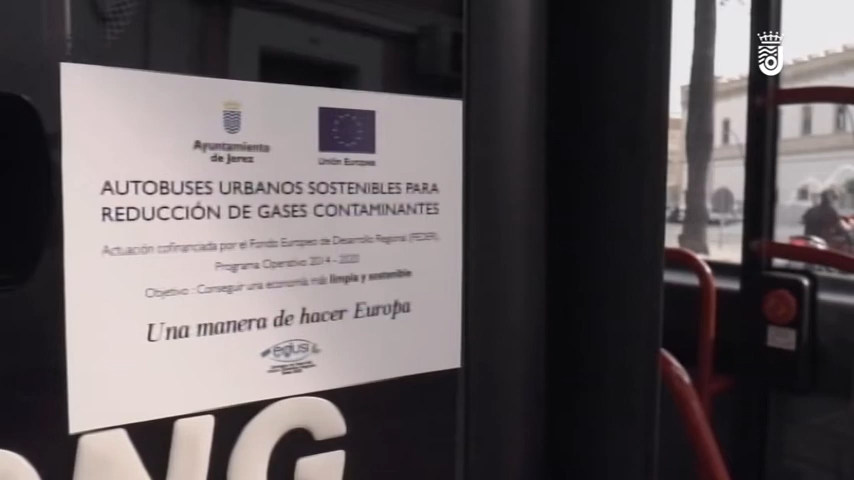 Ayuntamiento
de Jerez
Unión Europea
AUTOBUSES URBANOS SOSTENIBLES PARA
REDUCCIÓN DE GASES CONTAMINANTES
Actuación cofinanciada por el Fondo Europeo de Desarrollo Regional (FEDER).
Programa Operativo 2014 - 2020
Objetivo : Conseguir una economía más limpia y sostenible
Una manera de hacer Europa
edusi
NG